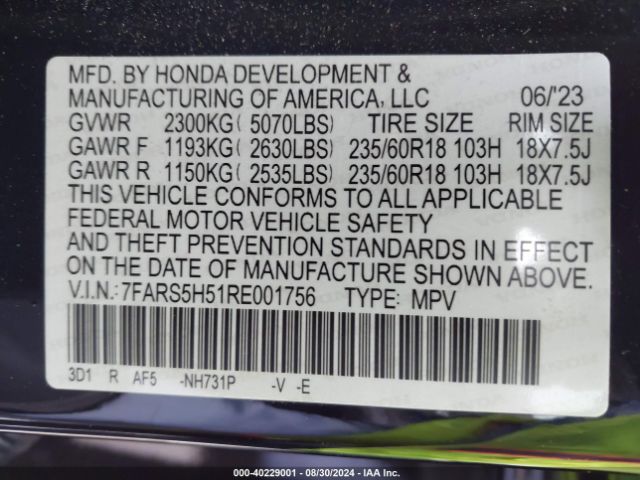 MFD. BY HONDA DEVELOPMENT &
MANUFACTURING OF AMERICA, LLC 06/'23
GVWR 2300KG( 5070LBS) TIRE SIZE RIM SIZE
GAWR F 1193KG( 2630LBS) 235/60R18 103H 18X7.5J
GAWR R 1150KG( 2535LBS) 235/60R18 103H 18X7.5J
THIS VEHICLE CONFORMS TO ALL APPLICABLE
FEDERAL MOTOR VEHICLE SAFETY
AND THEFT PREVENTION STANDARDS IN EFFECT
ON THE DATE OF MANUFACTURE SHOWN ABOVE.
V.I.N.:7FARS5H51RE001756 TYPE: MPV
3D1 R AF5 -NH731P -V -E
000-40229001 - 08/30/2024 - IAA Inc.